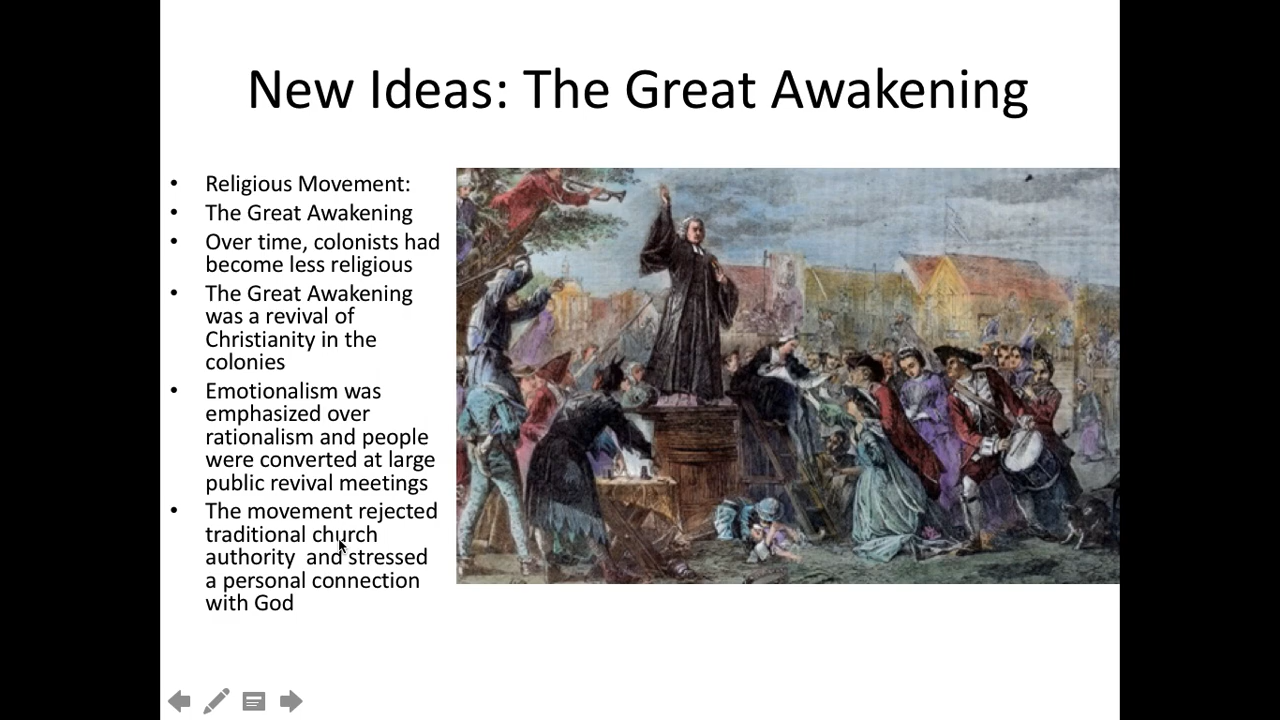 New Ideas: The Great Awakening
• Religious Movement:
• The Great Awakening
• Over time, colonists had
become less religious
• The Great Awakening
was a revival of
Christianity in the
colonies
• Emotionalism was
emphasized over
rationalism and people
were converted at large
public revival meetings
• The movement rejected
traditional church
authority  and stressed
a personal connection
with God